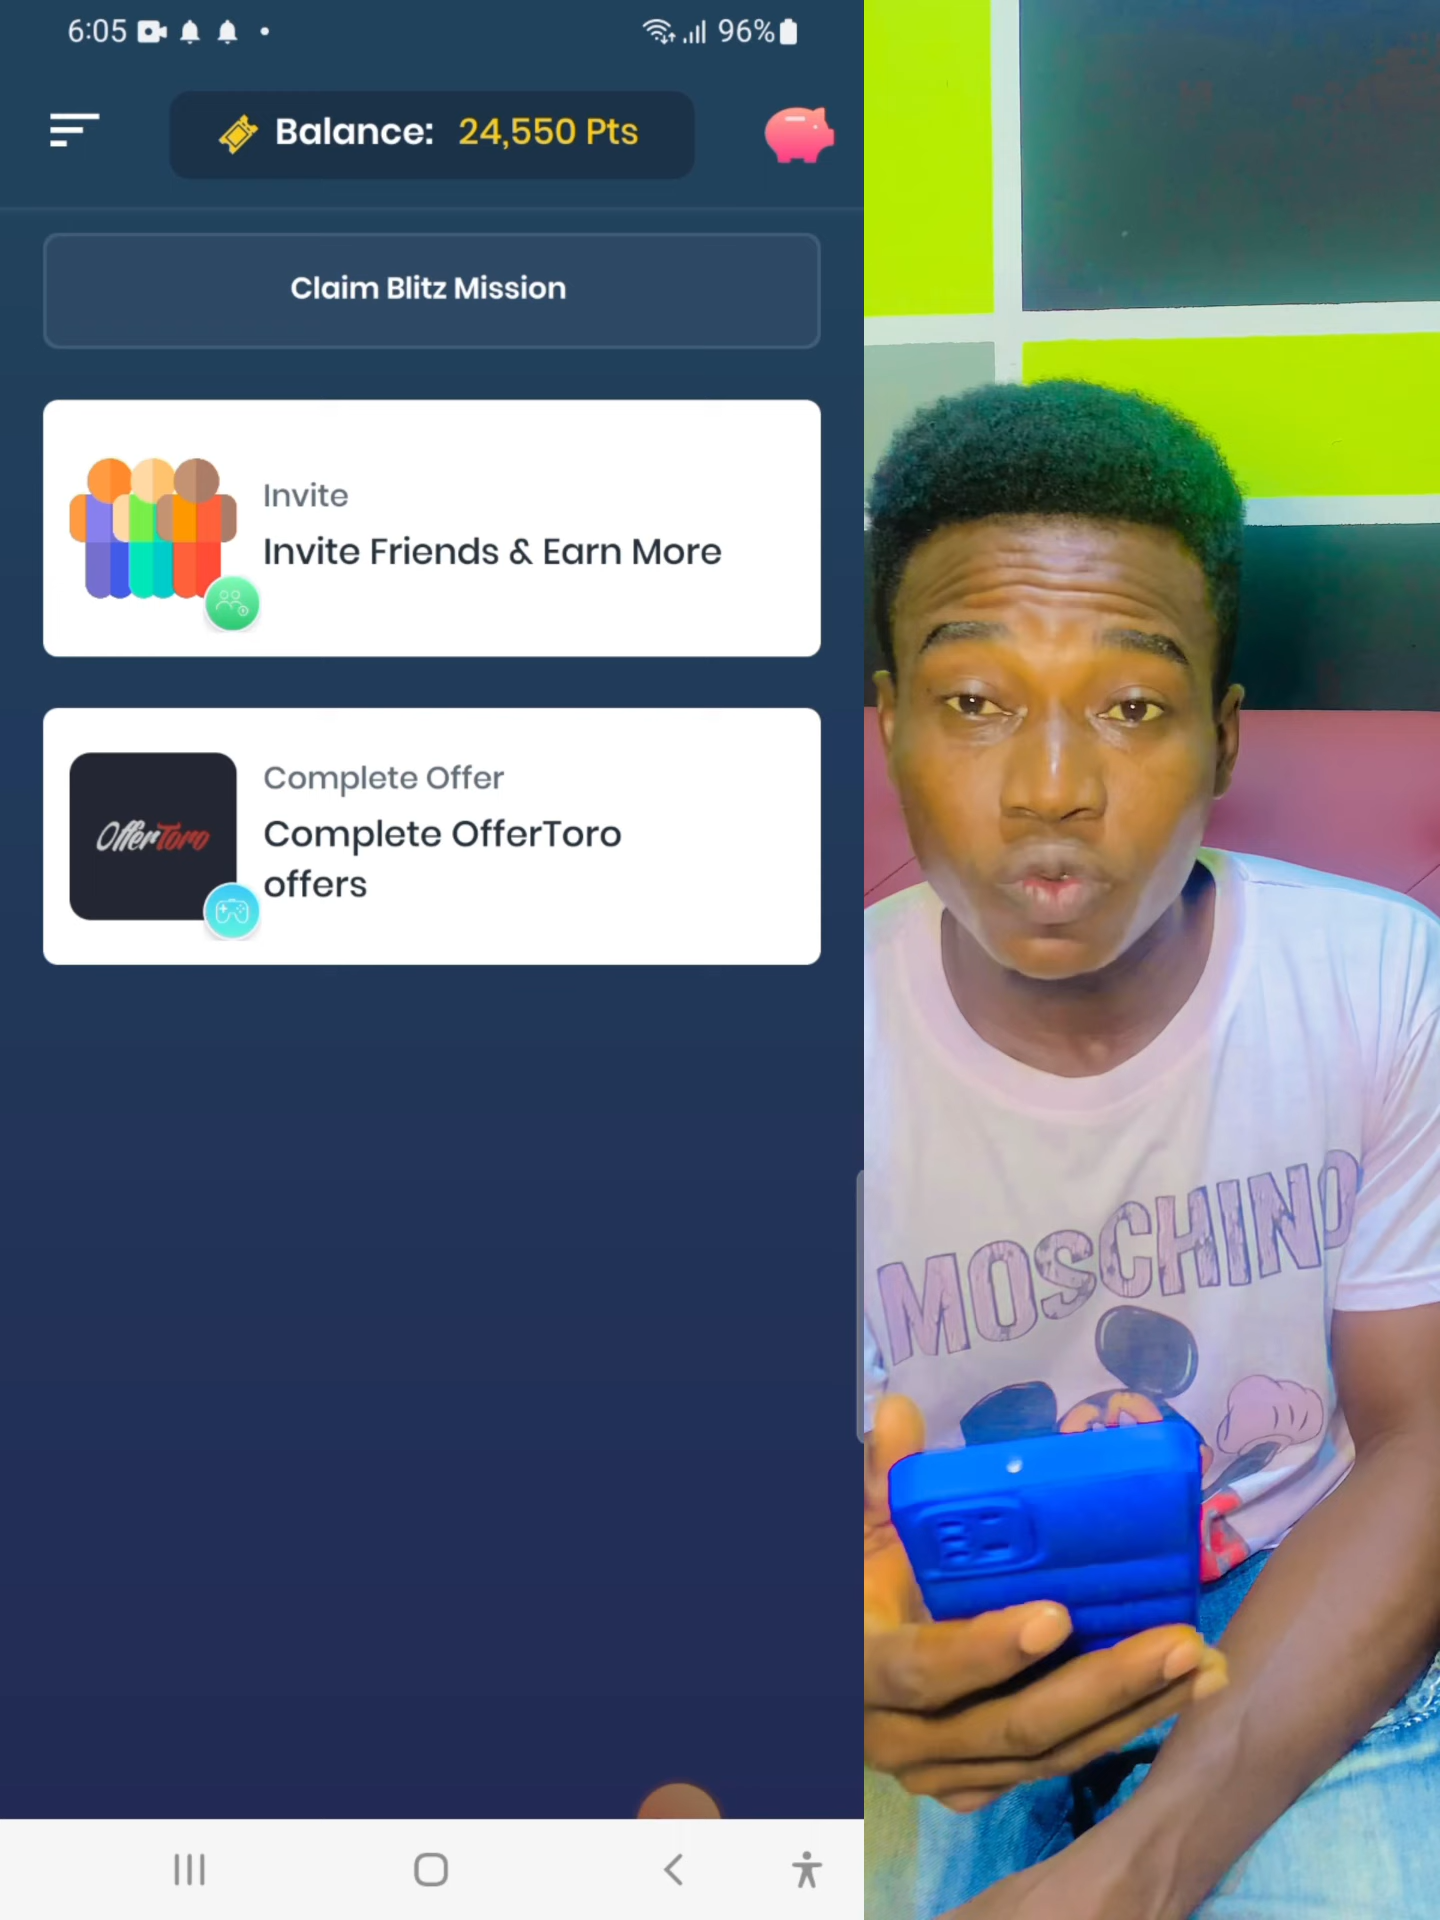 6:05
96%
Balance: 24,550 Pts
Claim Blitz Mission
Invite
Invite Friends & Earn More
OfferToro
Complete Offer
Complete OfferToro
offers
MOSCHINO